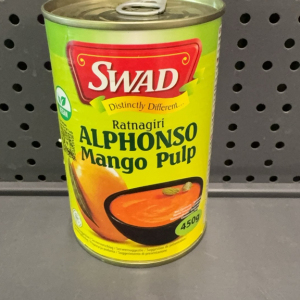 SWAD
Distinctly Different...
Ratnagiri
ALPHONSO
Mango Pulp
450g